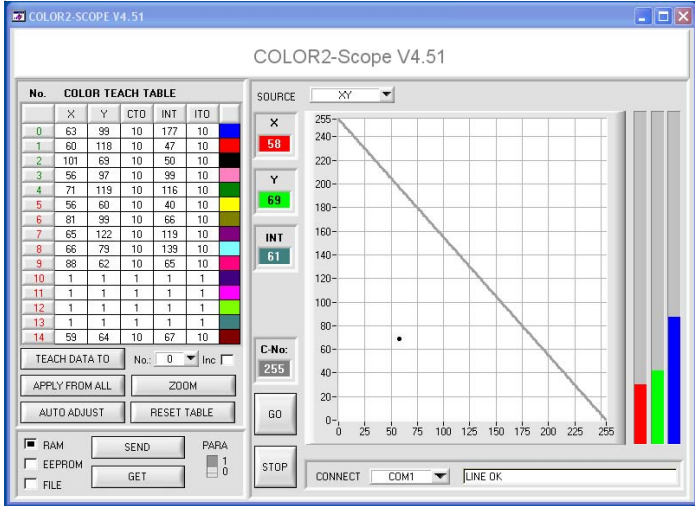 COLOR2-SCOPE V4.51
COLOR2-Scope V4.51
No. COLOR TEACH TABLE
X Y CTO INT ITO
0 63 99 10 177 10
1 60 118 10 47 10
2 101 69 10 50 10
3 56 97 10 99 10
4 71 119 10 116 10
5 56 60 10 40 10
6 81 99 10 66 10
7 65 122 10 119 10
8 66 79 10 139 10
9 88 62 10 65 10
10 1 1 1 1 1
11 1 1 1 1 1
12 1 1 1 1 1
13 1 1 1 1 1
14 59 64 10 67 10
TEACH DATA TO No.: 0 Inc
APPLY FROM ALL ZOOM
AUTO ADJUST RESET TABLE
RAM SEND PARA
EEPROM 1
0
FILE GET
SOURCE XY
X
58
Y
69
INT
61
C-No:
255
GO
STOP
255
240
200
180
160
140
120
100
80
60
40
20
0
0 25 50 75 100 125 150 175 200 225 255
CONNECT COM1 LINE OK